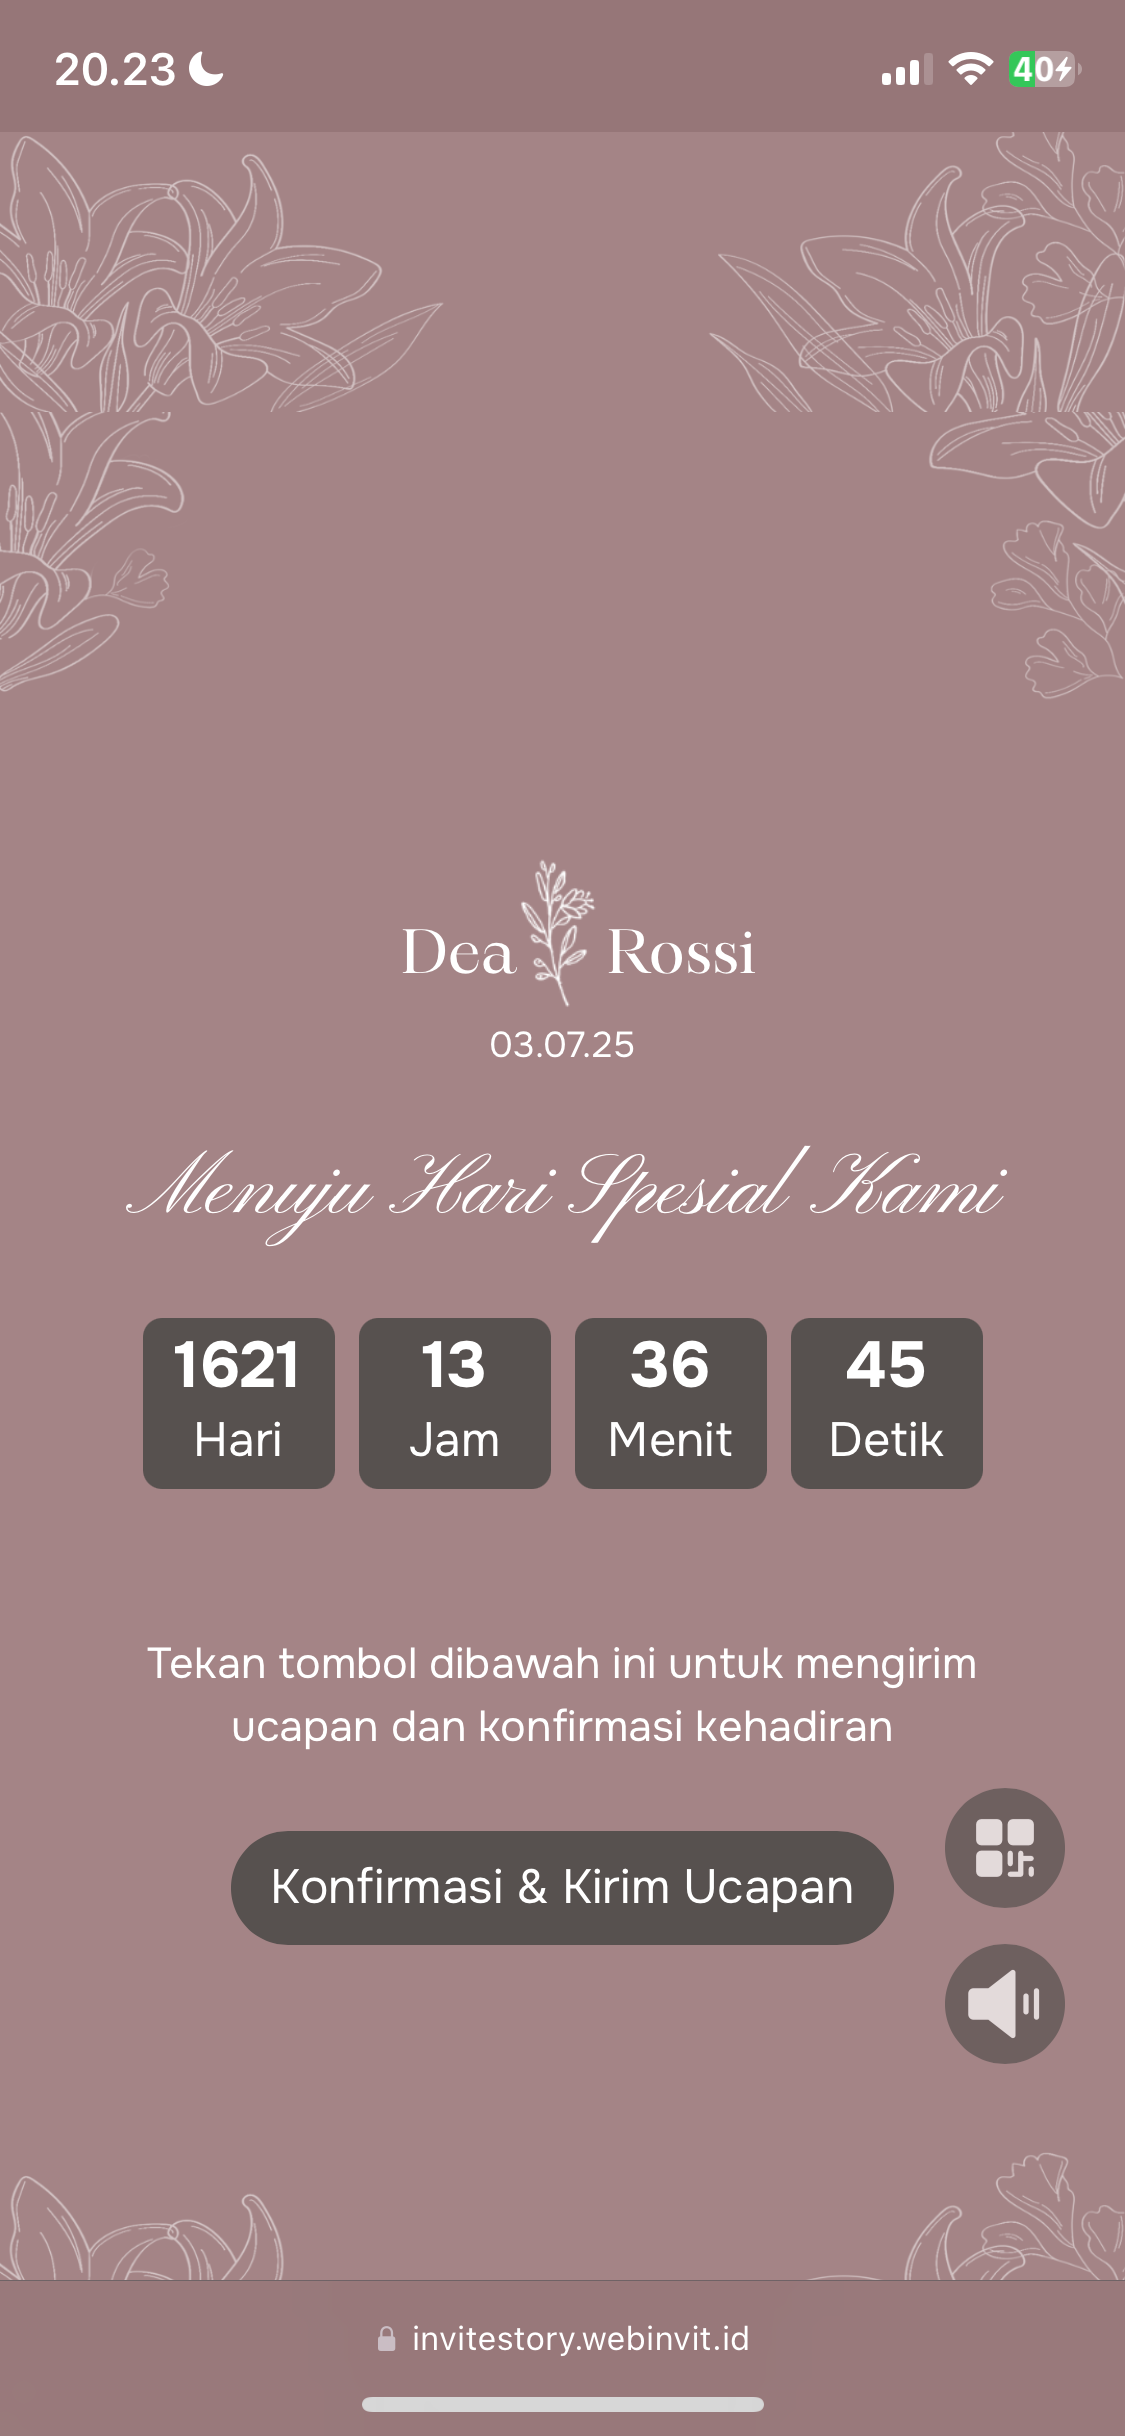 20.23
40
Dea Rossi
03.07.25
Menuju Hari Spesial Kami
1621 13 36 45
Hari Jam Menit Detik
Tekan tombol dibawah ini untuk mengirim
ucapan dan konfirmasi kehadiran
Konfirmasi & Kirim Ucapan
invitestory.webinvit.id